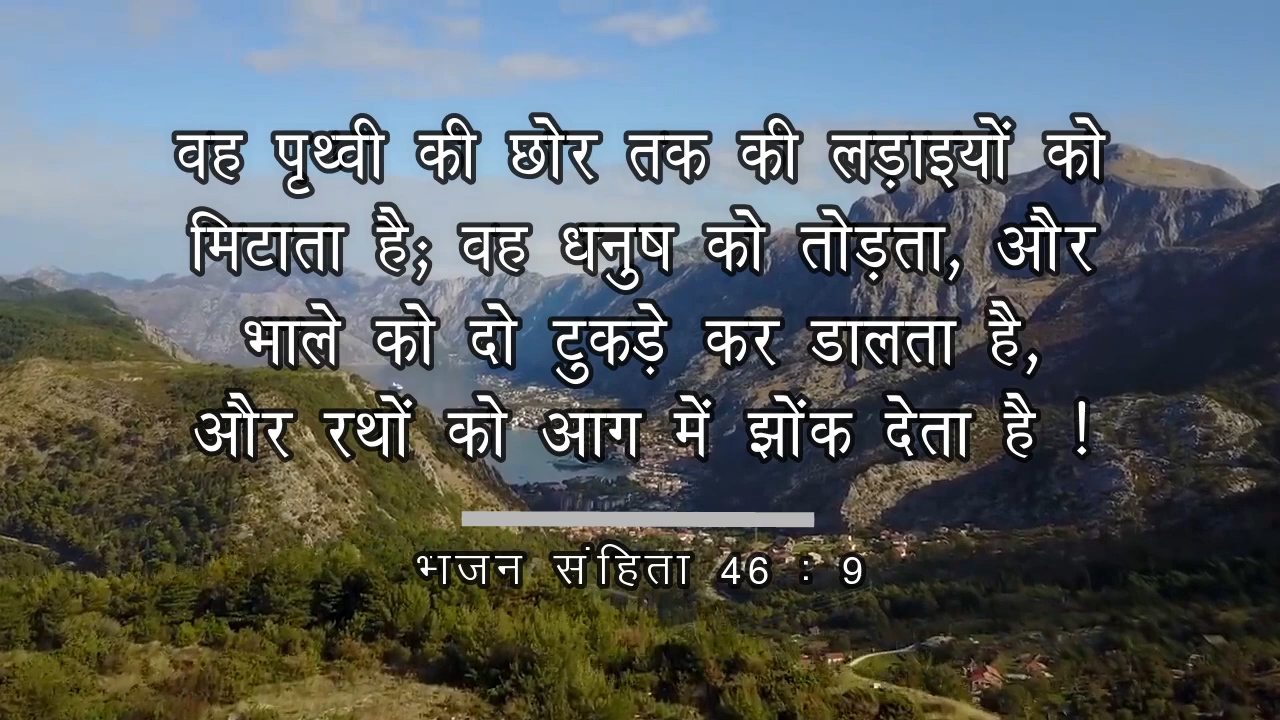 वह पृथ्वी की छोर तक की लड़ाइयों को
मिटाता है; वह धनुष को तोड़ता, और
भाले को दो टुकड़े कर डालता है,
और रथों को आग में झोंक देता है !
भजन संहिता 46 : 9